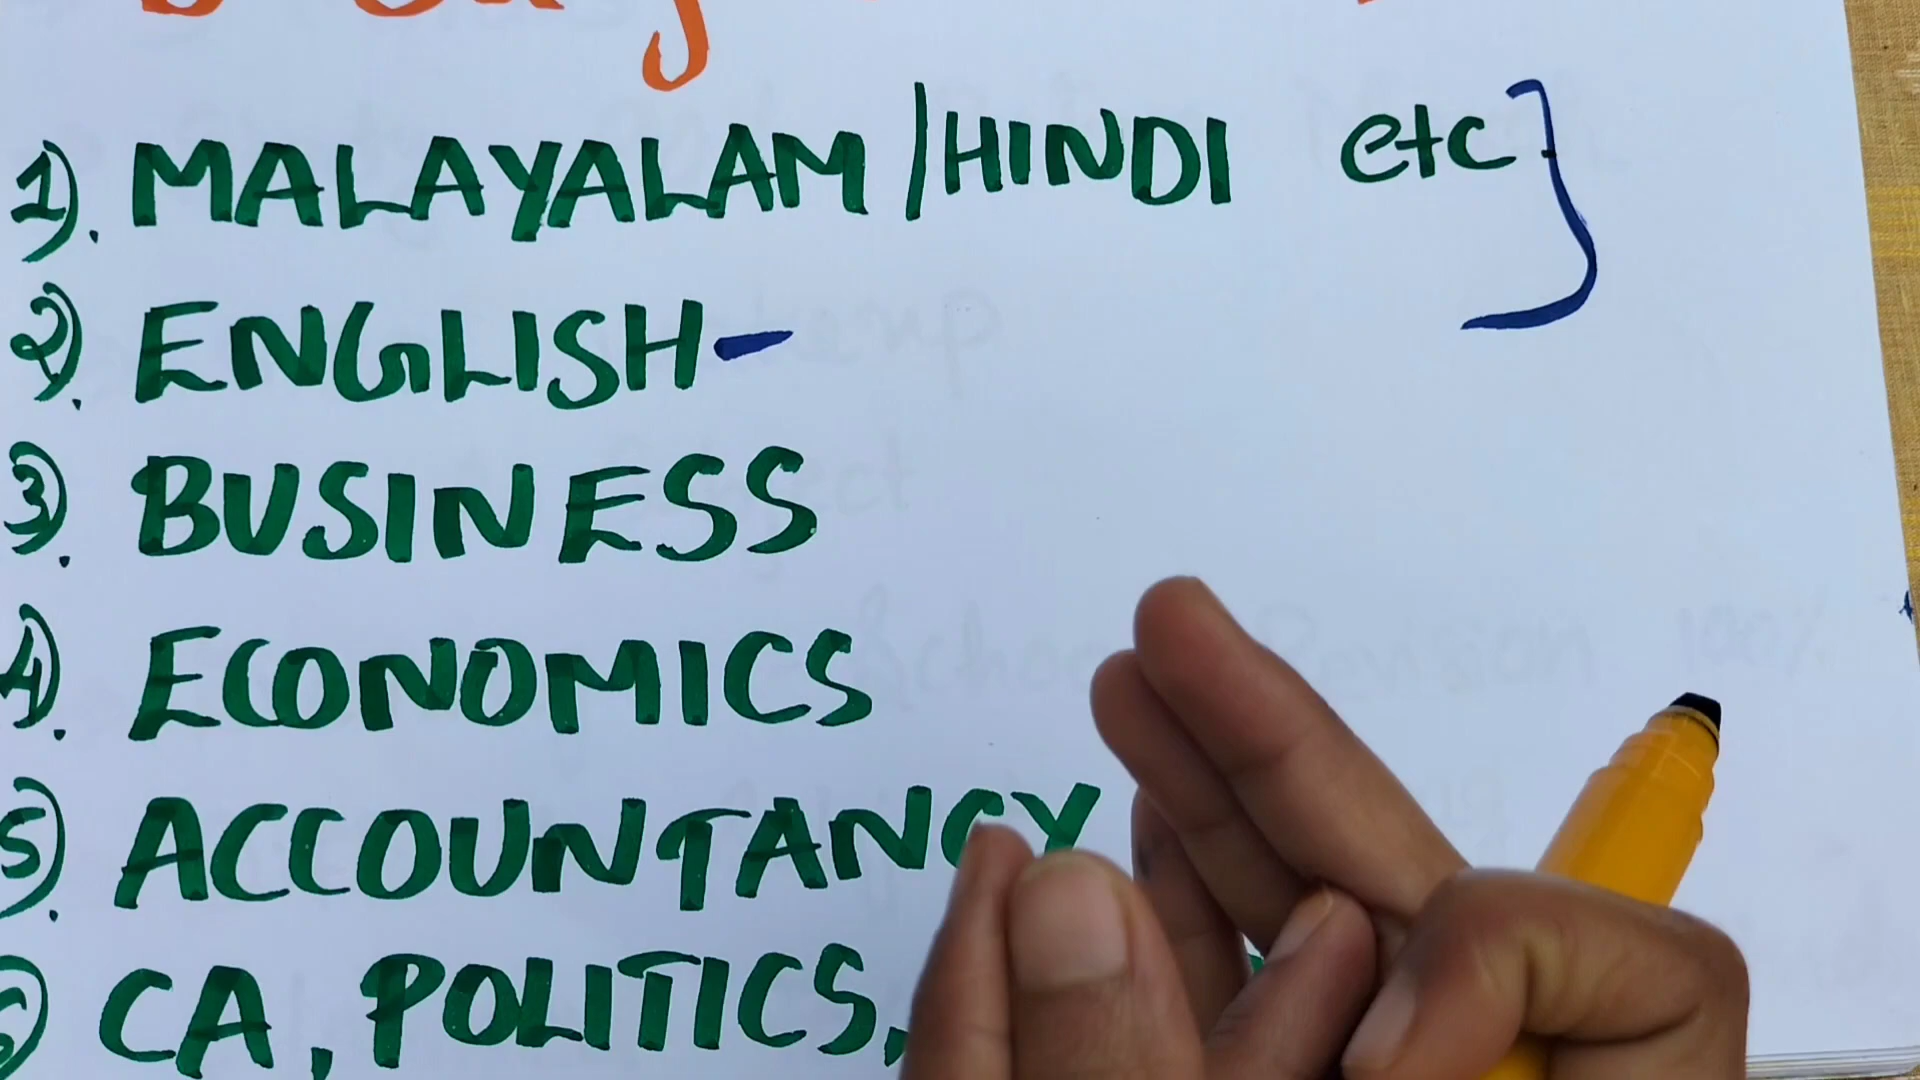 1). MALAYALAM / HINDI etc
2). ENGLISH -
3). BUSINESS
4). ECONOMICS
5). ACCOUNTANCY
6) CA, POLITICS,